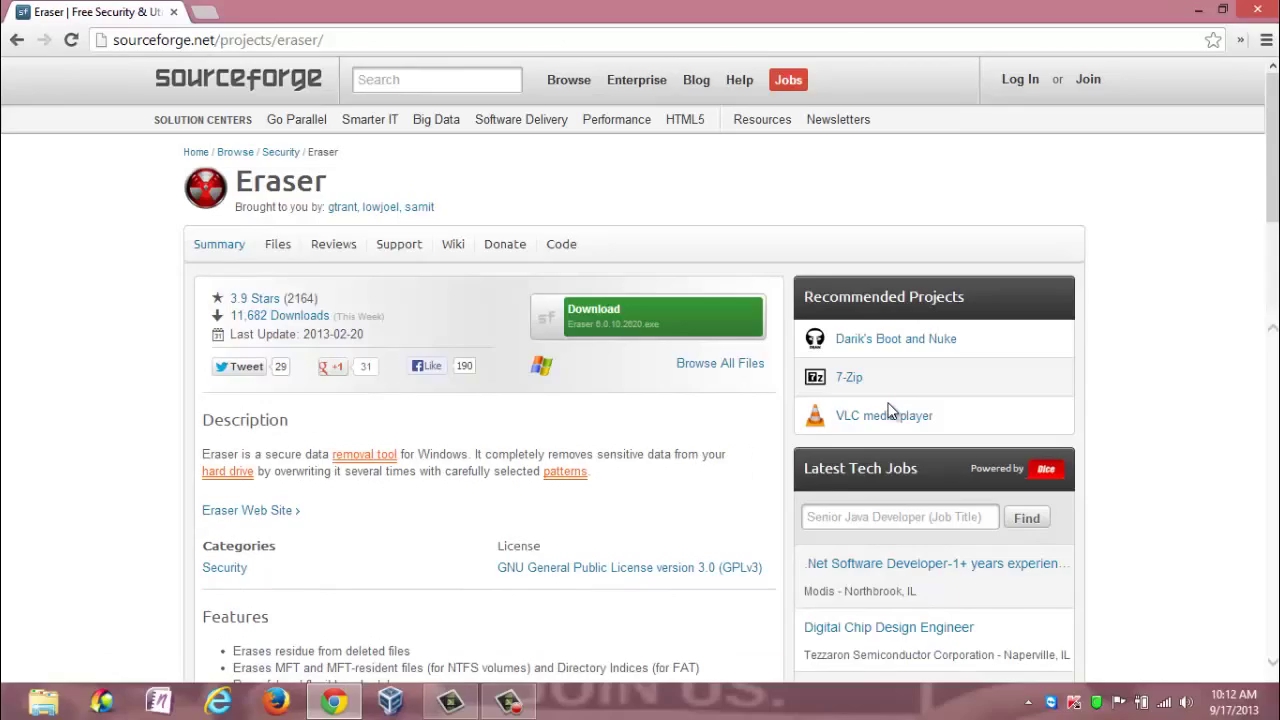 Eraser | Free Security & Uti
sourceforge.net/projects/eraser/
sourceforge
Search
Browse Enterprise Blog Help Jobs
Log In or Join
SOLUTION CENTERS Go Parallel Smarter IT Big Data Software Delivery Performance HTML5 Resources Newsletters
Home / Browse / Security / Eraser
Eraser
Brought to you by: gtrant, lowjoel, samit
Summary Files Reviews Support Wiki Donate Code
3.9 Stars (2164)
11,682 Downloads (This Week)
Last Update: 2013-02-20
Tweet 29 +1 31 Like 190
sf
Download
Eraser 6.0.10.2620.exe
Browse All Files
Description
Eraser is a secure data removal tool for Windows. It completely removes sensitive data from your
hard drive by overwriting it several times with carefully selected patterns.
Eraser Web Site ›
Categories
Security
License
GNU General Public License version 3.0 (GPLv3)
Features
• Erases residue from deleted files
• Erases MFT and MFT-resident files (for NTFS volumes) and Directory Indices (for FAT)
Recommended Projects
Darik's Boot and Nuke
7-Zip
VLC media player
Latest Tech Jobs Powered by Dice
Senior Java Developer (Job Title) Find
.Net Software Developer-1+ years experien...
Modis - Northbrook, IL
Digital Chip Design Engineer
Tezzaron Semiconductor Corporation - Naperville, IL
JOIN US.
10:12 AM
9/17/2013